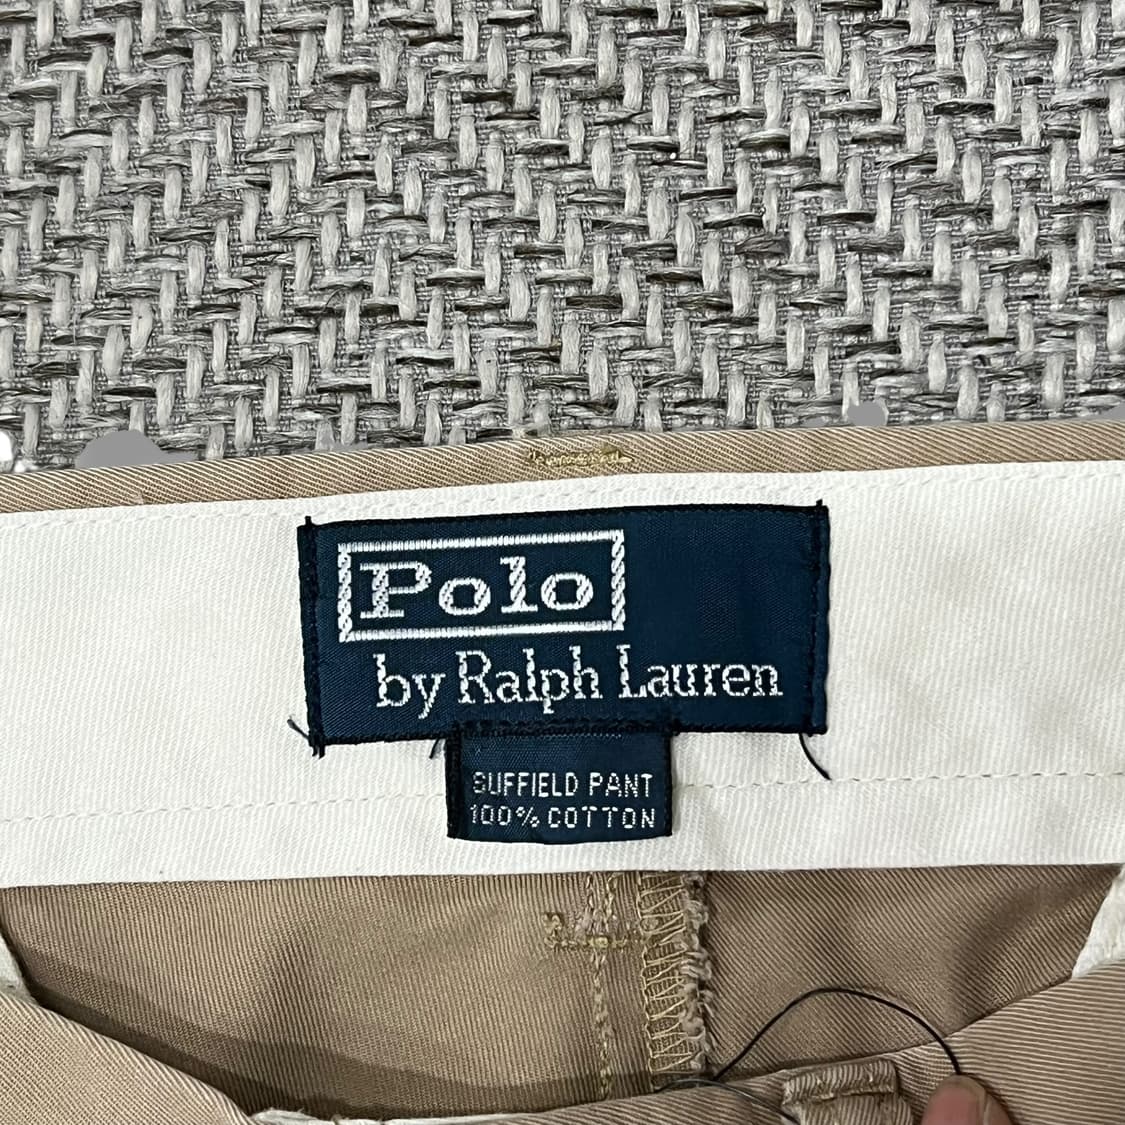 Polo
by Ralph Lauren
SUFFIELD PANT
100% COTTON